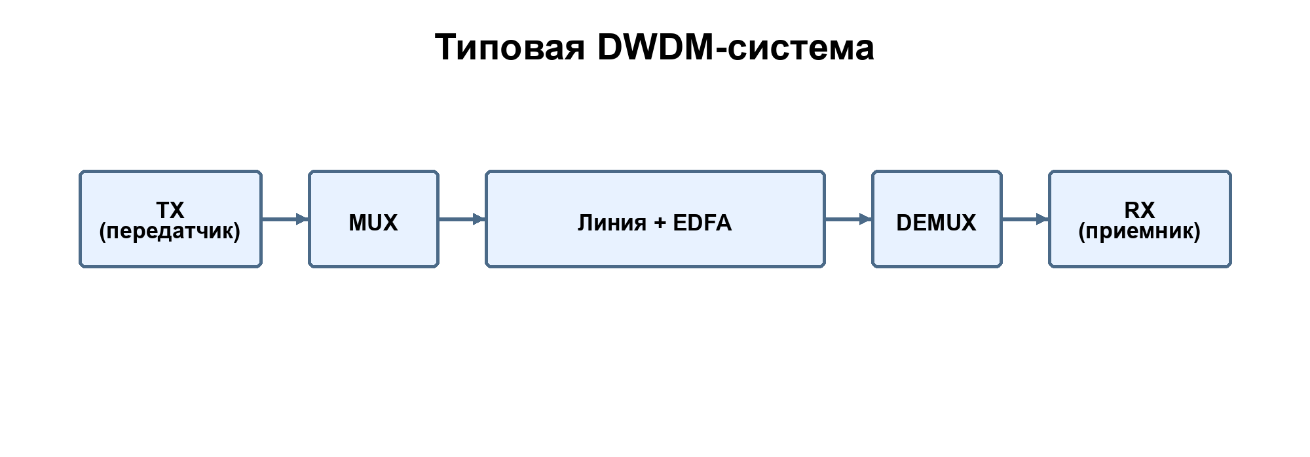 Типовая DWDM-система
TX
(передатчик)
MUX
Линия + EDFA
DEMUX
RX
(приемник)